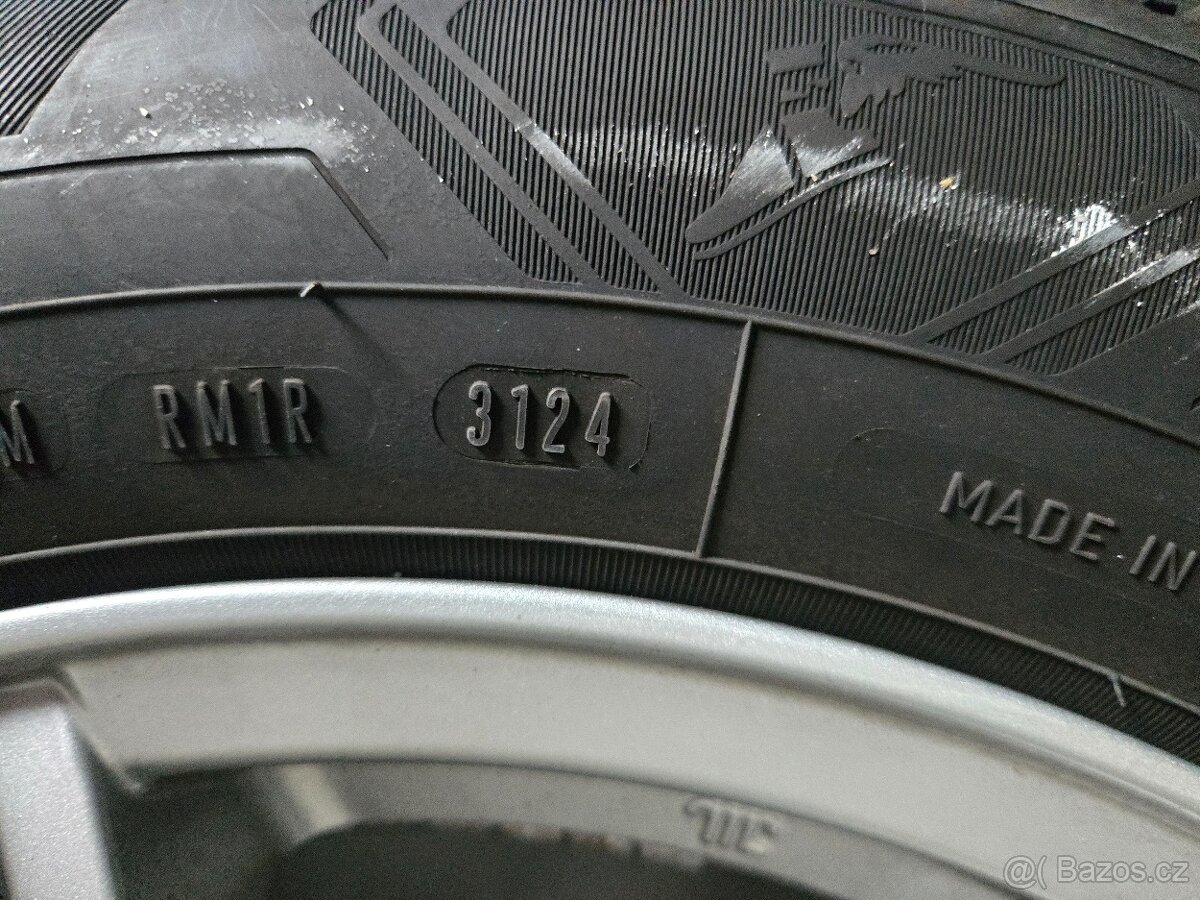 M RM1R 3124
MADE IN
@( Bazos.cz